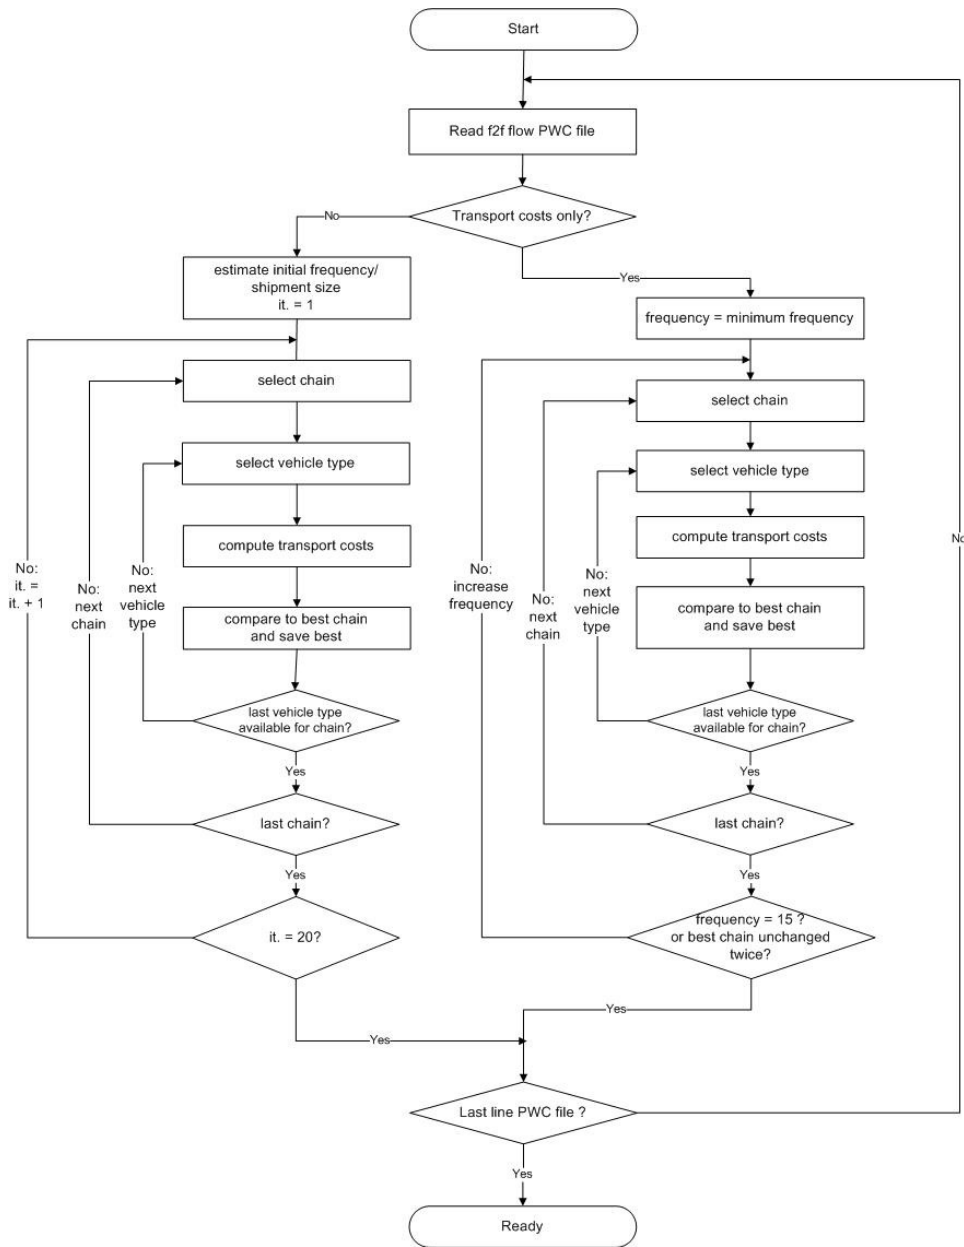 Start
Read f2f flow PWC file
Transport costs only?
No
Yes
estimate initial frequency/
shipment size
it. = 1
frequency = minimum frequency
select chain
select chain
select vehicle type
select vehicle type
compute transport costs
compute transport costs
No:
it. =
it. + 1
No:
next
chain
No:
next
vehicle
type
No:
increase
frequency
No:
next
chain
No:
next
vehicle
type
No
compare to best chain
and save best
compare to best chain
and save best
last vehicle type
available for chain?
last vehicle type
available for chain?
Yes
Yes
last chain?
last chain?
Yes
Yes
it. = 20?
frequency = 15 ?
or best chain unchanged
twice?
Yes
Yes
Last line PWC file ?
Yes
Ready